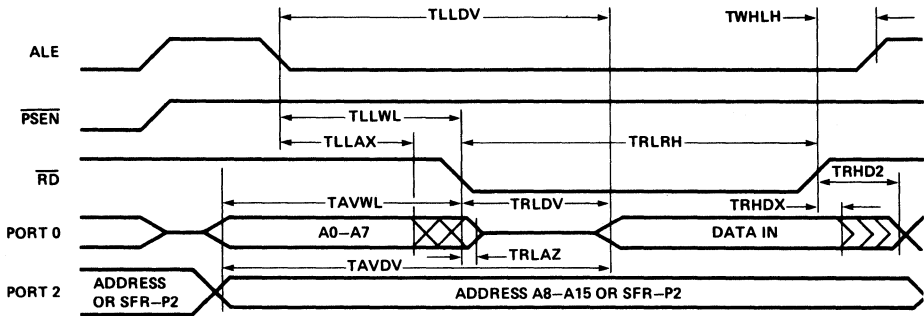 TLLDV
TWHLH
ALE
PSEN
TLLWL
TLLAX
TRLRH
RD
TRHD2
TAVWL
TRLDV
TRHDX
PORT 0
A0–A7
DATA IN
TRLAZ
TAVDV
PORT 2
ADDRESS
OR SFR–P2
ADDRESS A8–A15 OR SFR–P2